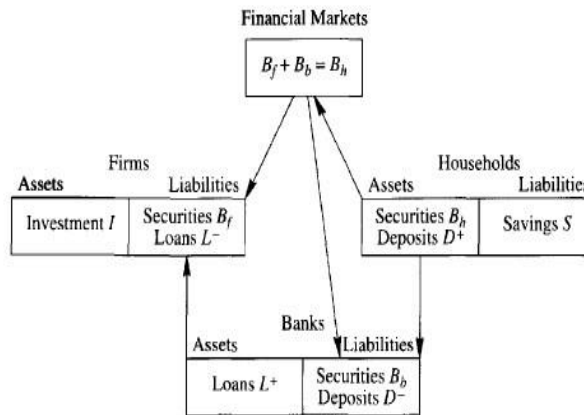 Financial Markets
B_f + B_b = B_h
Firms
Households
Assets
Liabilities
Assets
Liabilities
Investment I
Securities B_f
Loans L⁻
Securities B_h
Deposits D⁺
Savings S
Banks
Assets
Liabilities
Loans L⁺
Securities B_b
Deposits D⁻